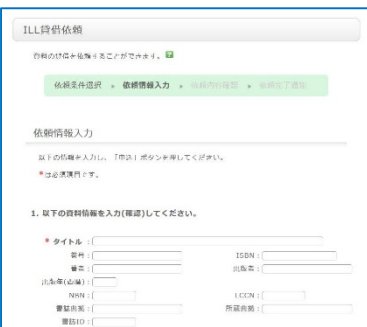 ILL貸借依頼
資料の貸借を依頼することができます。
依頼条件選択 » 依頼情報入力 » 依頼内容確認 » 依頼完了通知
依頼情報入力
以下の情報を入力し、「申込」ボタンを押してください。
*は必須項目です。
1. 以下の資料情報を入力(確認)してください。
* タイトル :
巻号 : ISBN :
著者 : 出版者 :
出版年(西暦) :
NBN : LCCN :
書誌典拠 : 所蔵典拠 :
書誌ID :